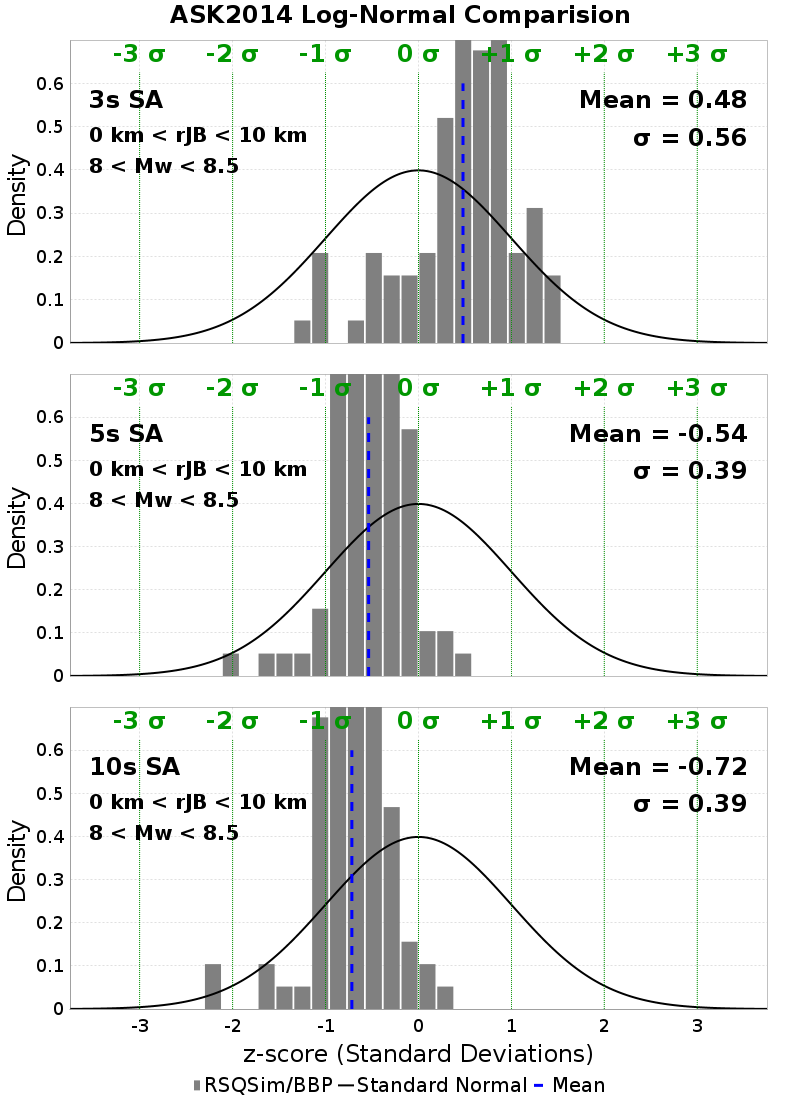 ASK2014 Log-Normal Comparision
-3 σ -2 σ -1 σ 0 σ +1 σ +2 σ +3 σ
3s SA
0 km < rJB < 10 km
8 < Mw < 8.5
Mean = 0.48
σ = 0.56
Density
0.6
0.5
0.4
0.3
0.2
0.1
0
-3 σ -2 σ -1 σ 0 σ +1 σ +2 σ +3 σ
5s SA
0 km < rJB < 10 km
8 < Mw < 8.5
Mean = -0.54
σ = 0.39
Density
0.6
0.5
0.4
0.3
0.2
0.1
0
-3 σ -2 σ -1 σ 0 σ +1 σ +2 σ +3 σ
10s SA
0 km < rJB < 10 km
8 < Mw < 8.5
Mean = -0.72
σ = 0.39
Density
0.6
0.5
0.4
0.3
0.2
0.1
0
-3 -2 -1 0 1 2 3
z-score (Standard Deviations)
RSQSim/BBP Standard Normal Mean